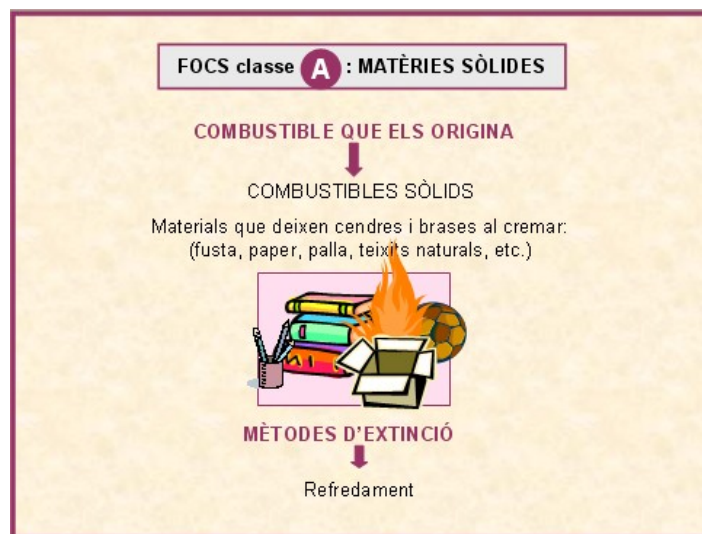 FOCS classe A : MATÈRIES SÒLIDES
COMBUSTIBLE QUE ELS ORIGINA
COMBUSTIBLES SÒLIDS
Materials que deixen cendres i brases al cremar:
(fusta, paper, palla, teixits naturals, etc.)
MÈTODES D'EXTINCIÓ
Refredament